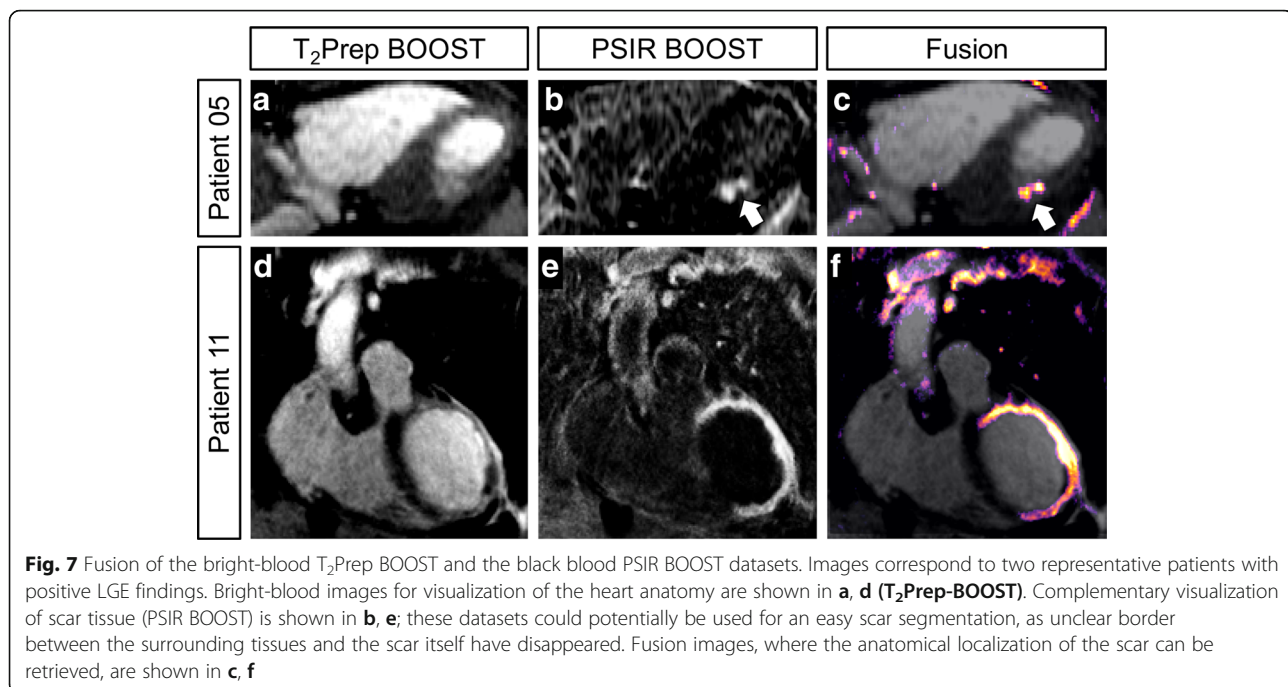 T₂Prep BOOST
PSIR BOOST
Fusion
Patient 05
a
b
c
Patient 11
d
e
f
Fig. 7 Fusion of the bright-blood T₂Prep BOOST and the black blood PSIR BOOST datasets. Images correspond to two representative patients with
positive LGE findings. Bright-blood images for visualization of the heart anatomy are shown in a, d (T₂Prep-BOOST). Complementary visualization
of scar tissue (PSIR BOOST) is shown in b, e; these datasets could potentially be used for an easy scar segmentation, as unclear border
between the surrounding tissues and the scar itself have disappeared. Fusion images, where the anatomical localization of the scar can be
retrieved, are shown in c, f